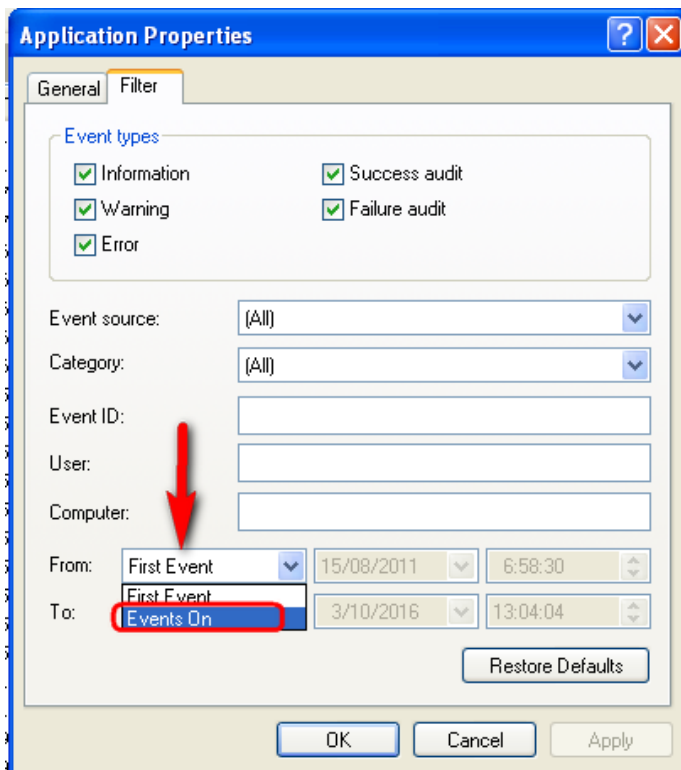 Application Properties
General Filter
Event types
Information Success audit
Warning Failure audit
Error
Event source: (All)
Category: (All)
Event ID:
User:
Computer:
From: First Event 15/08/2011 6:58:30
First Event
To: Events On 3/10/2016 13:04:04
Restore Defaults
OK Cancel Apply